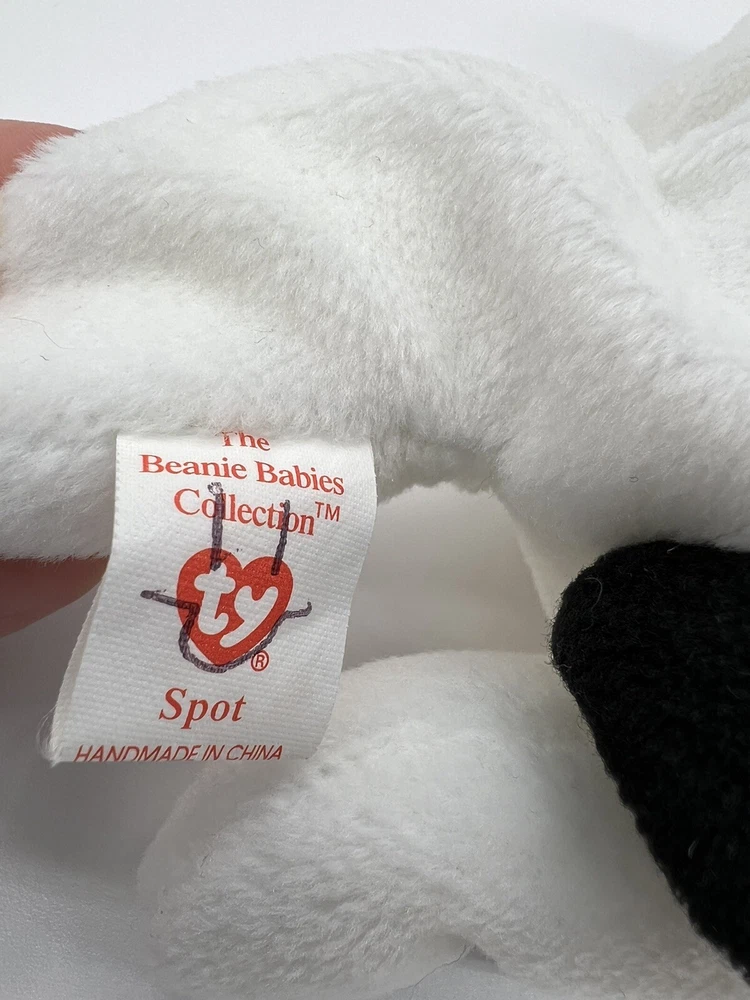 The
Beanie Babies
Collection™
ty
®
Spot
HANDMADE IN CHINA